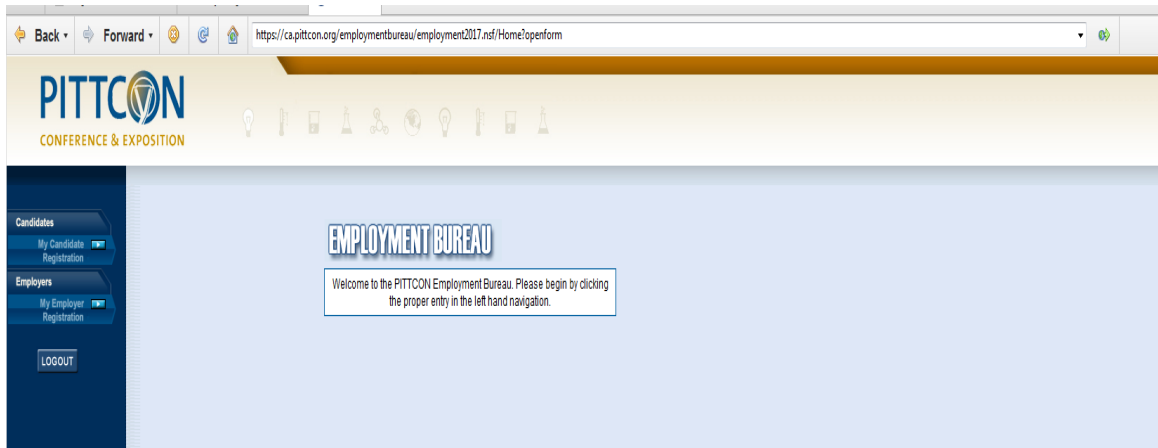 Back
Forward
https://ca.pittcon.org/employmentbureau/employment2017.nsf/Home?openform
PITTCON
CONFERENCE & EXPOSITION
Candidates
My Candidate
Registration
Employers
My Employer
Registration
LOGOUT
EMPLOYMENT BUREAU
Welcome to the PITTCON Employment Bureau. Please begin by clicking
the proper entry in the left hand navigation.